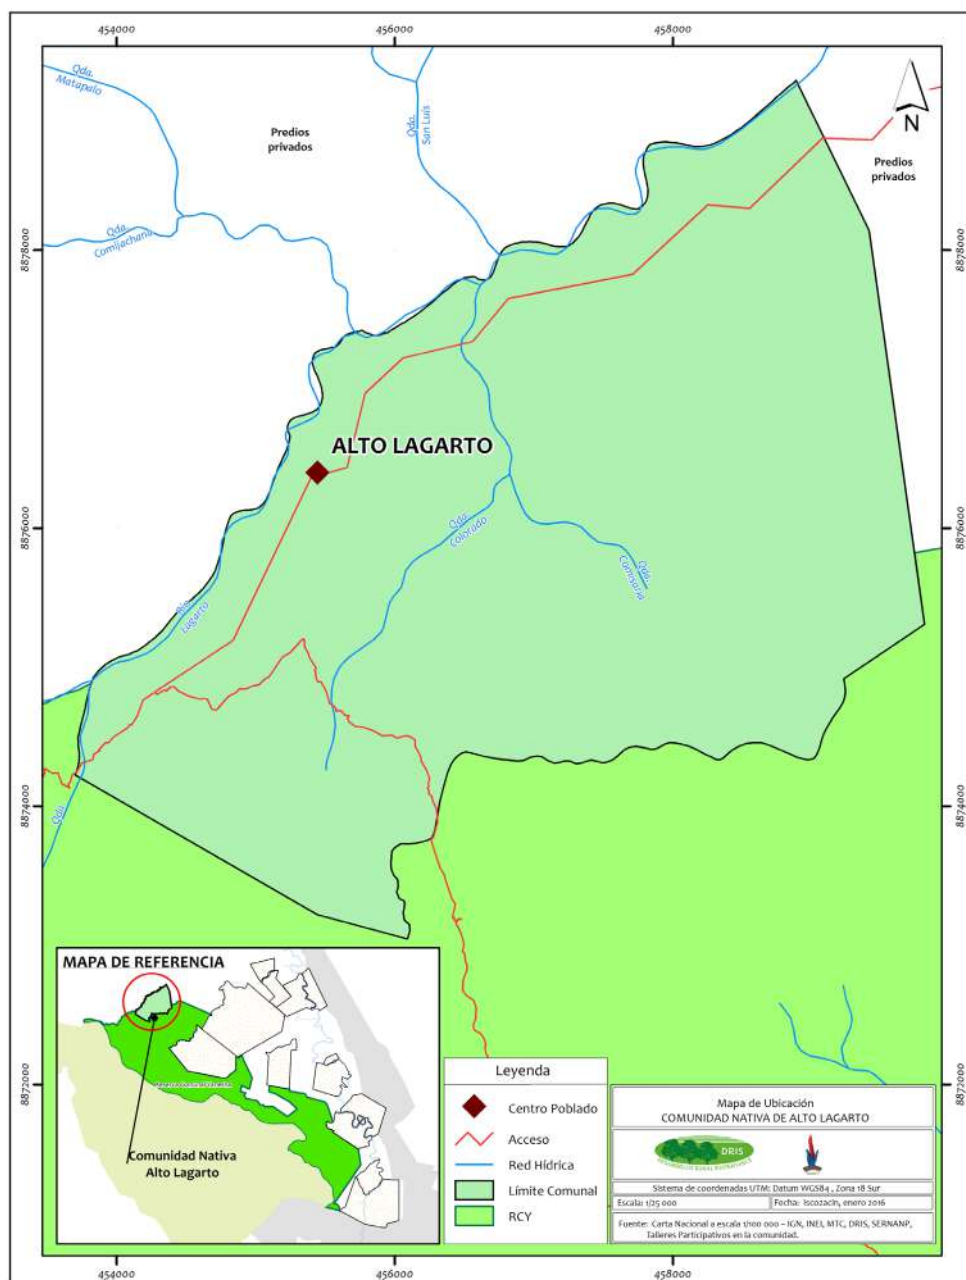 454000
456000
458000
Qda.
Matapalo
Predios
privados
Qda.
San Luis
N
Predios
privados
Qda.
Comijachana
8878000
8878000
ALTO LAGARTO
8876000
8876000
Qda.
Colorado
Qda.
Comisaria
Río
Lagarto
8874000
8874000
Qda.
MAPA DE REFERENCIA
Comunidad Nativa
Alto Lagarto
8872000
8872000
Leyenda
Centro Poblado
Acceso
Red Hídrica
Límite Comunal
RCY
Mapa de Ubicación
COMUNIDAD NATIVA DE ALTO LAGARTO
DRIS
Sistema de coordenadas UTM: Datum WGS84 , Zona 18 Sur
Escala: 1/25 000
Fecha: Iscozacín, enero 2016
Fuente: Carta Nacional a escala 1/100 000 – IGN, INEI, MTC, DRIS, SERNANP,
Talleres Participativos en la comunidad.
454000
456000
458000